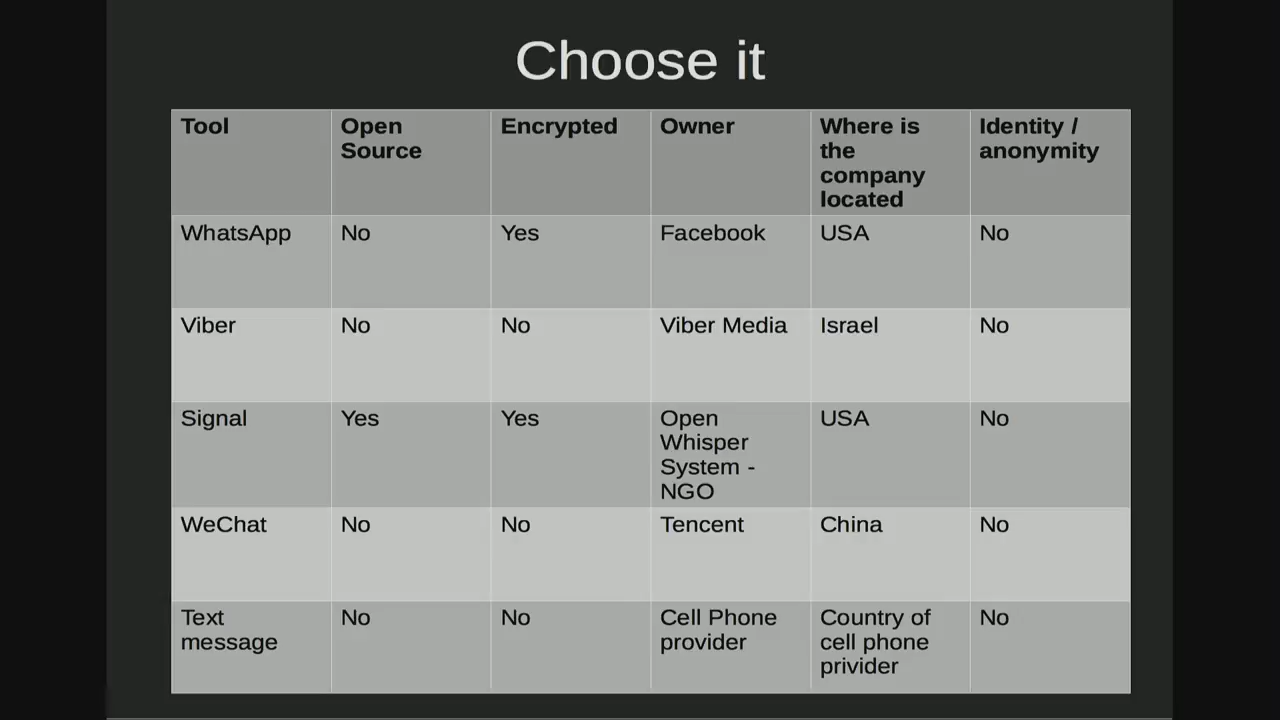 Choose it
Tool
Open
Source
Encrypted
Owner
Where is
the
company
located
Identity /
anonymity
WhatsApp
No
Yes
Facebook
USA
No
Viber
No
No
Viber Media
Israel
No
Signal
Yes
Yes
Open
Whisper
System -
NGO
USA
No
WeChat
No
No
Tencent
China
No
Text
message
No
No
Cell Phone
provider
Country of
cell phone
privider
No